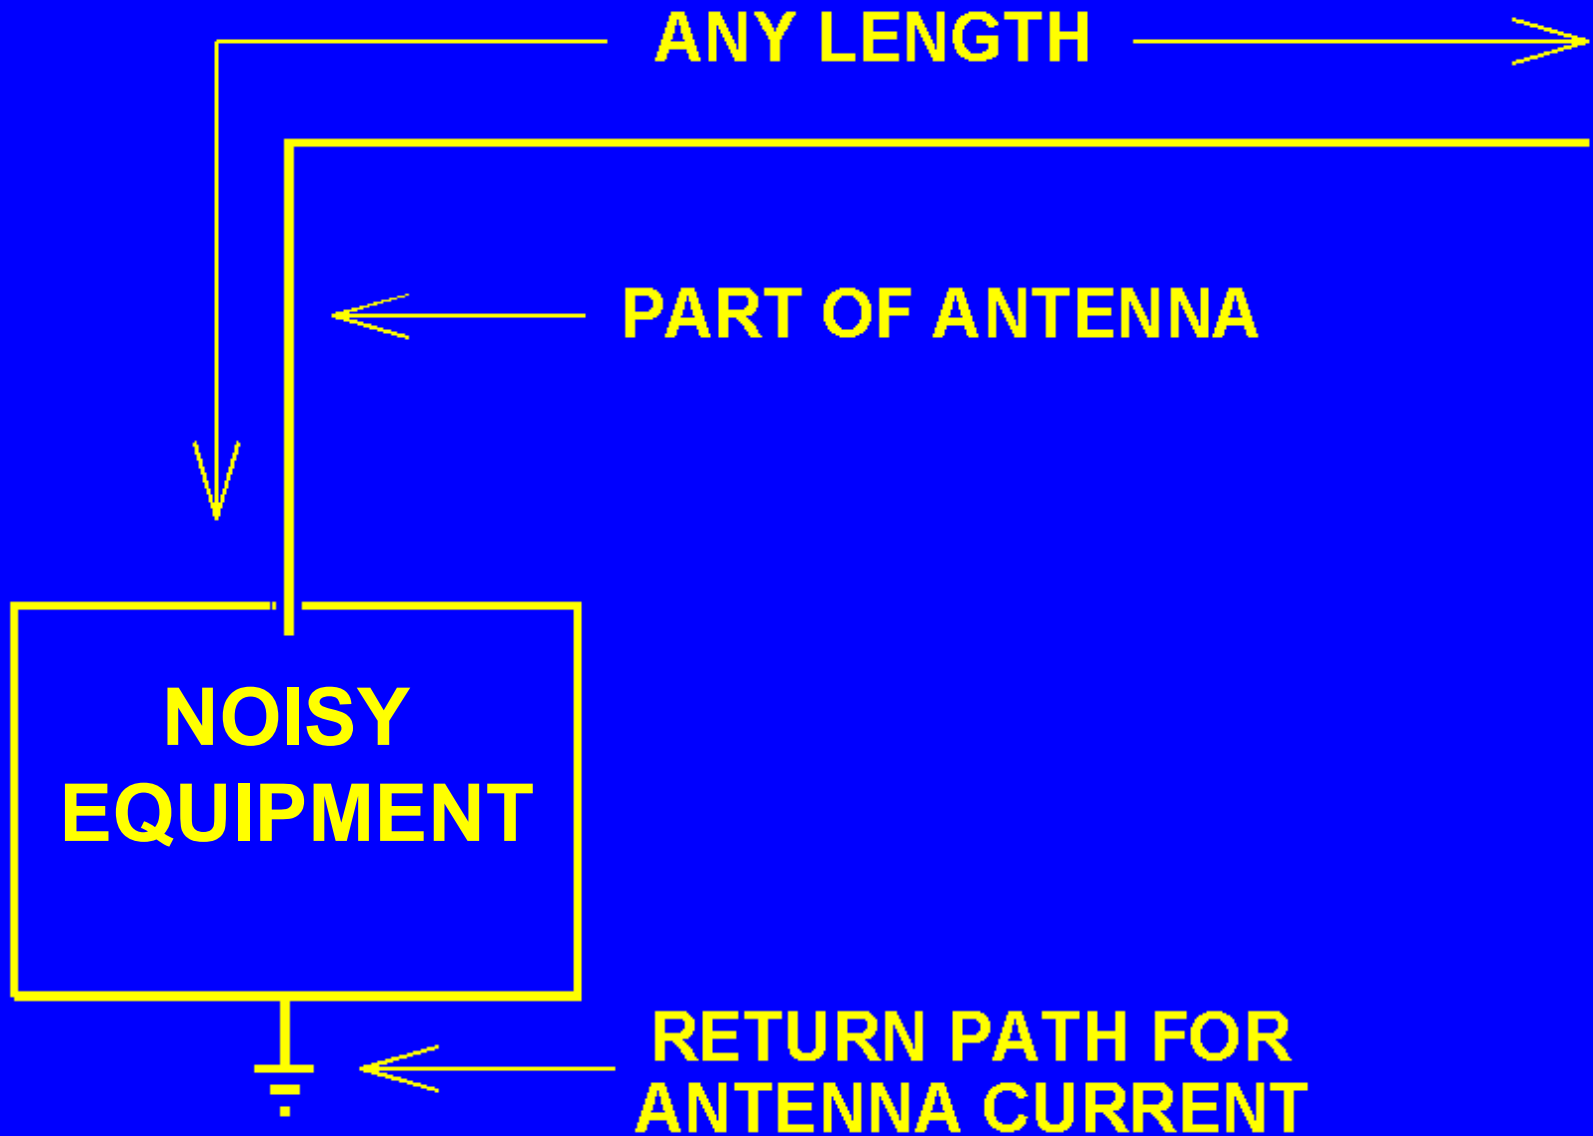 ANY LENGTH
PART OF ANTENNA
NOISY
EQUIPMENT
RETURN PATH FOR
ANTENNA CURRENT